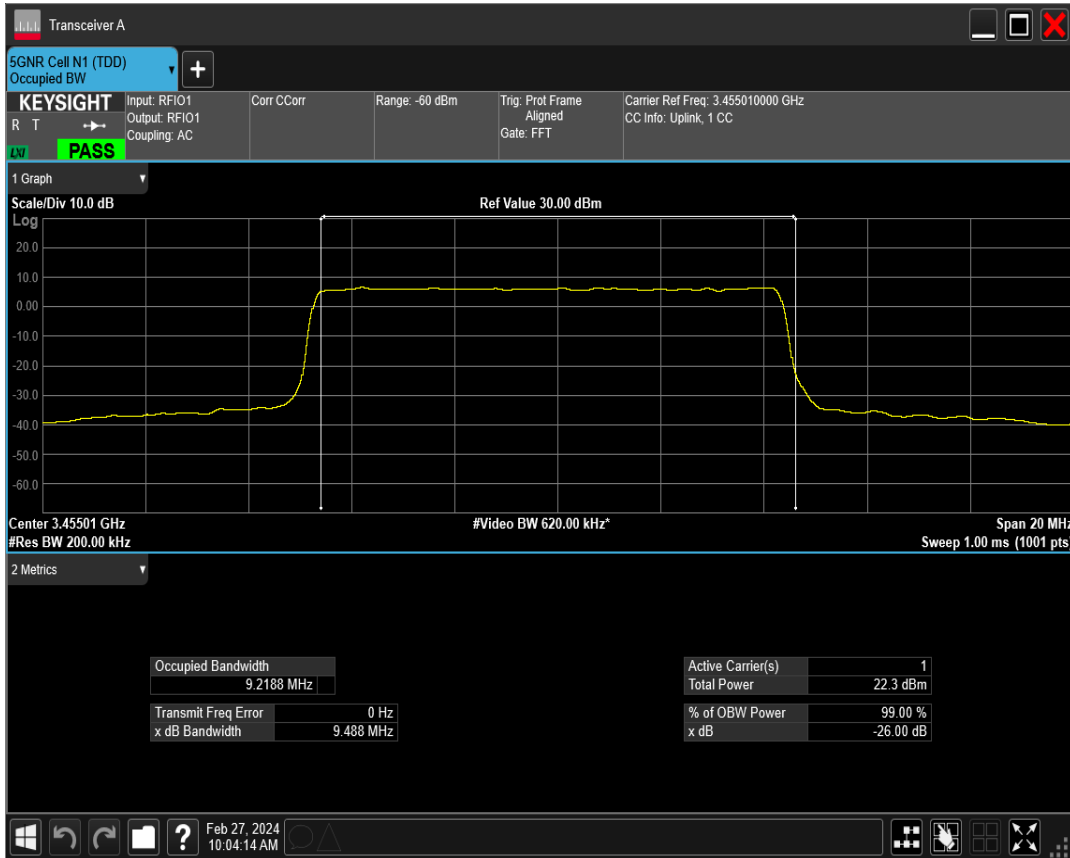 Transceiver A
5GNR Cell N1 (TDD)
Occupied BW
+
KEYSIGHT
R T
LXI
PASS
Input: RFIO1
Output: RFIO1
Coupling: AC
Corr CCorr
Range: -60 dBm
Trig: Prot Frame
Aligned
Gate: FFT
Carrier Ref Freq: 3.455010000 GHz
CC Info: Uplink, 1 CC
1 Graph
Scale/Div 10.0 dB
Ref Value 30.00 dBm
Log
20.0
10.0
0.00
-10.0
-20.0
-30.0
-40.0
-50.0
-60.0
Center 3.45501 GHz
#Video BW 620.00 kHz*
Span 20 MHz
#Res BW 200.00 kHz
Sweep 1.00 ms (1001 pts)
2 Metrics
Occupied Bandwidth
9.2188 MHz
Transmit Freq Error 0 Hz
x dB Bandwidth 9.488 MHz
Active Carrier(s) 1
Total Power 22.3 dBm
% of OBW Power 99.00 %
x dB -26.00 dB
?
Feb 27, 2024
10:04:14 AM